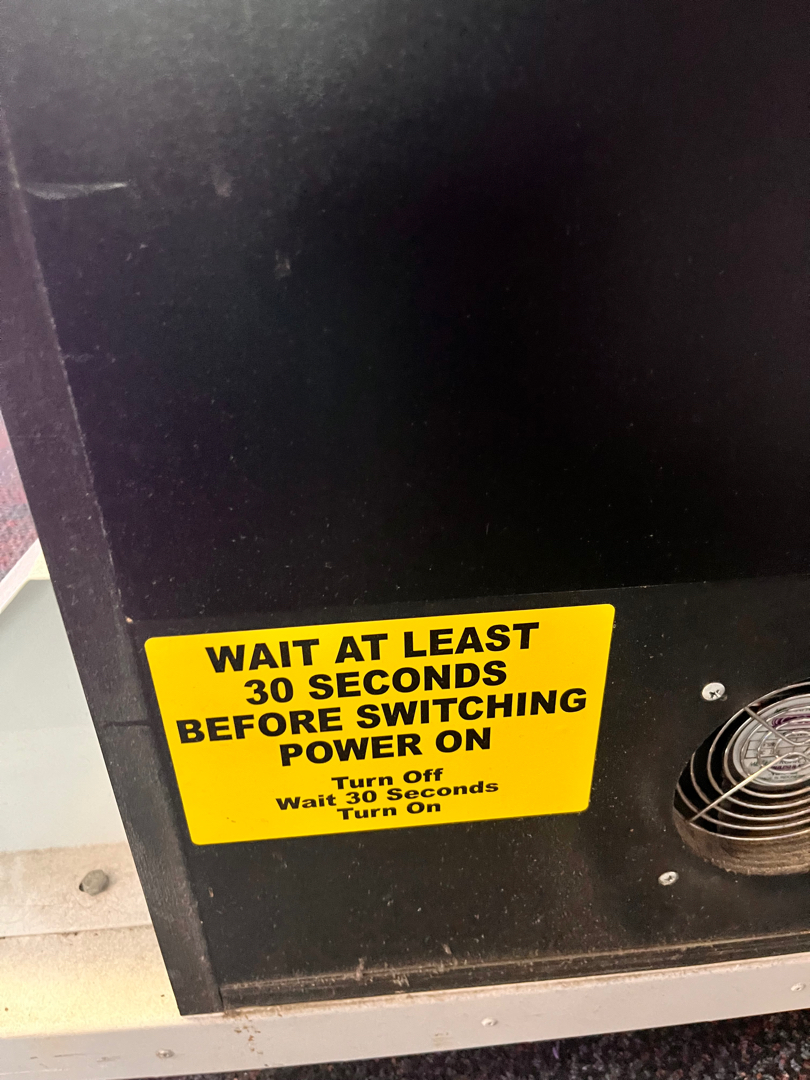 WAIT AT LEAST
30 SECONDS
BEFORE SWITCHING
POWER ON
Turn Off
Wait 30 Seconds
Turn On